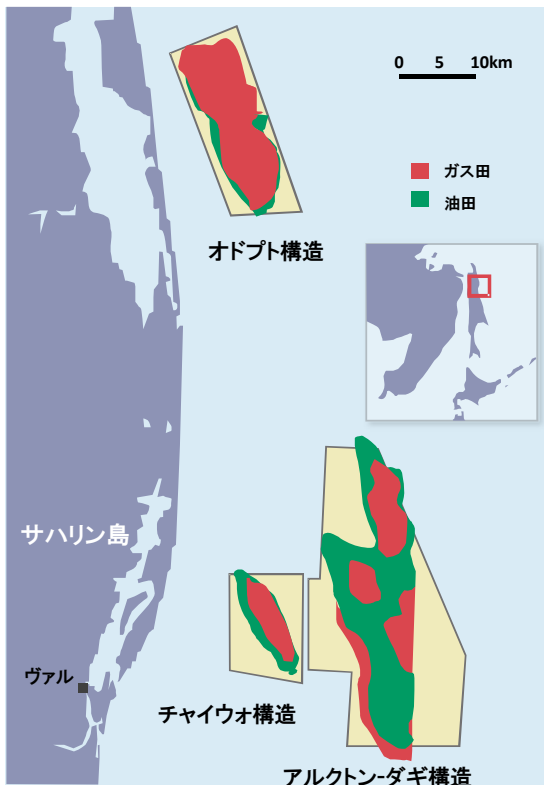 0 5 10km
ガス田
油田
オドプト構造
サハリン島
ヴァル
チャイウォ構造
アルクトン-ダギ構造